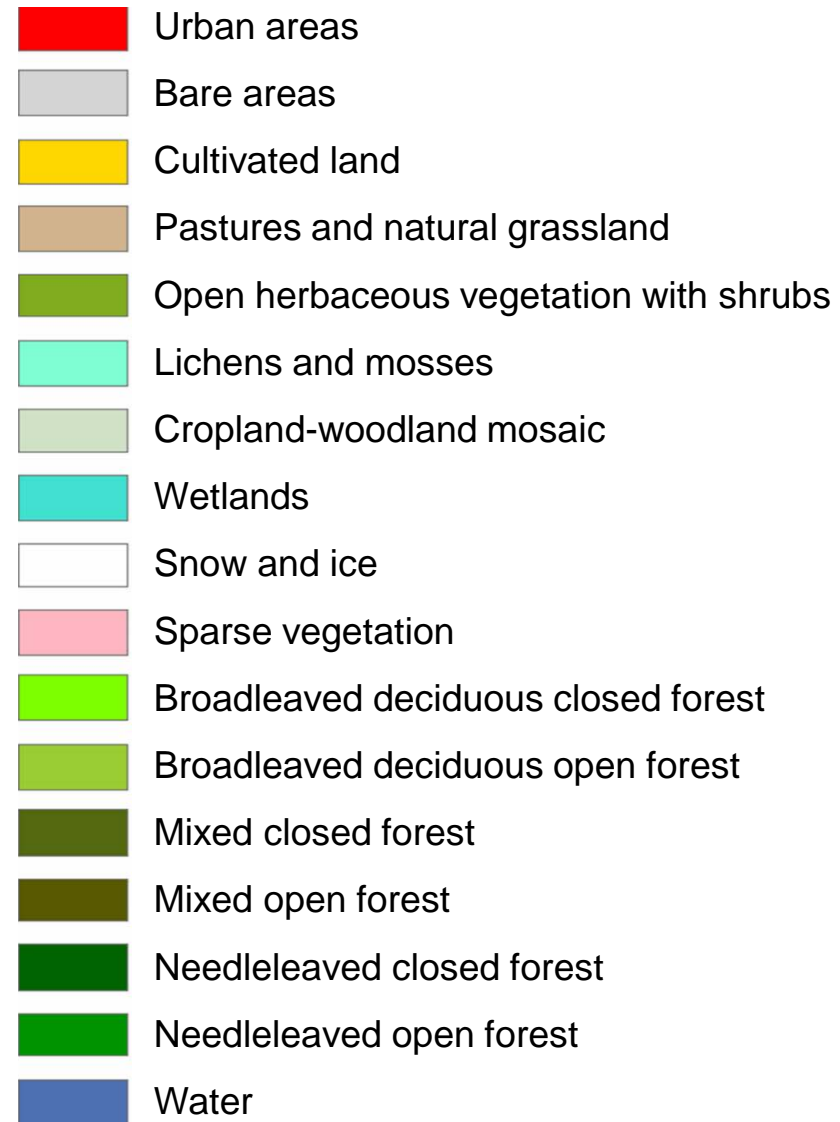 Urban areas
Bare areas
Cultivated land
Pastures and natural grassland
Open herbaceous vegetation with shrubs
Lichens and mosses
Cropland-woodland mosaic
Wetlands
Snow and ice
Sparse vegetation
Broadleaved deciduous closed forest
Broadleaved deciduous open forest
Mixed closed forest
Mixed open forest
Needleleaved closed forest
Needleleaved open forest
Water